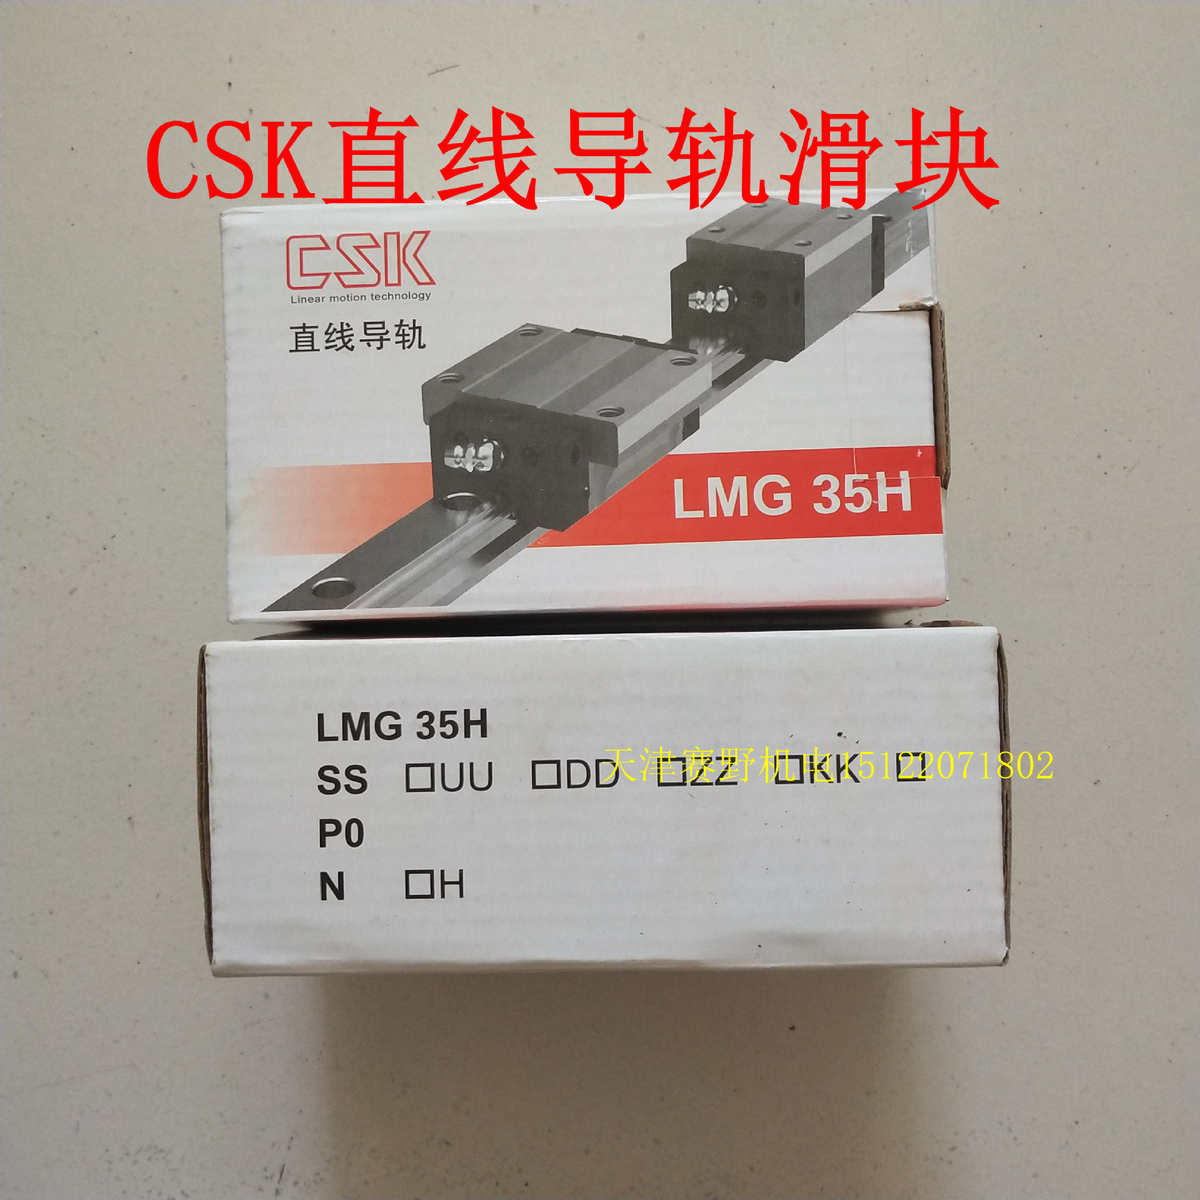 CSK直线导轨滑块
CSK
Linear motion technology
直线导轨
LMG 35H
LMG 35H
SS □UU □DD □ZZ □KK □
天津赛野机电15122071802
P0
N □H